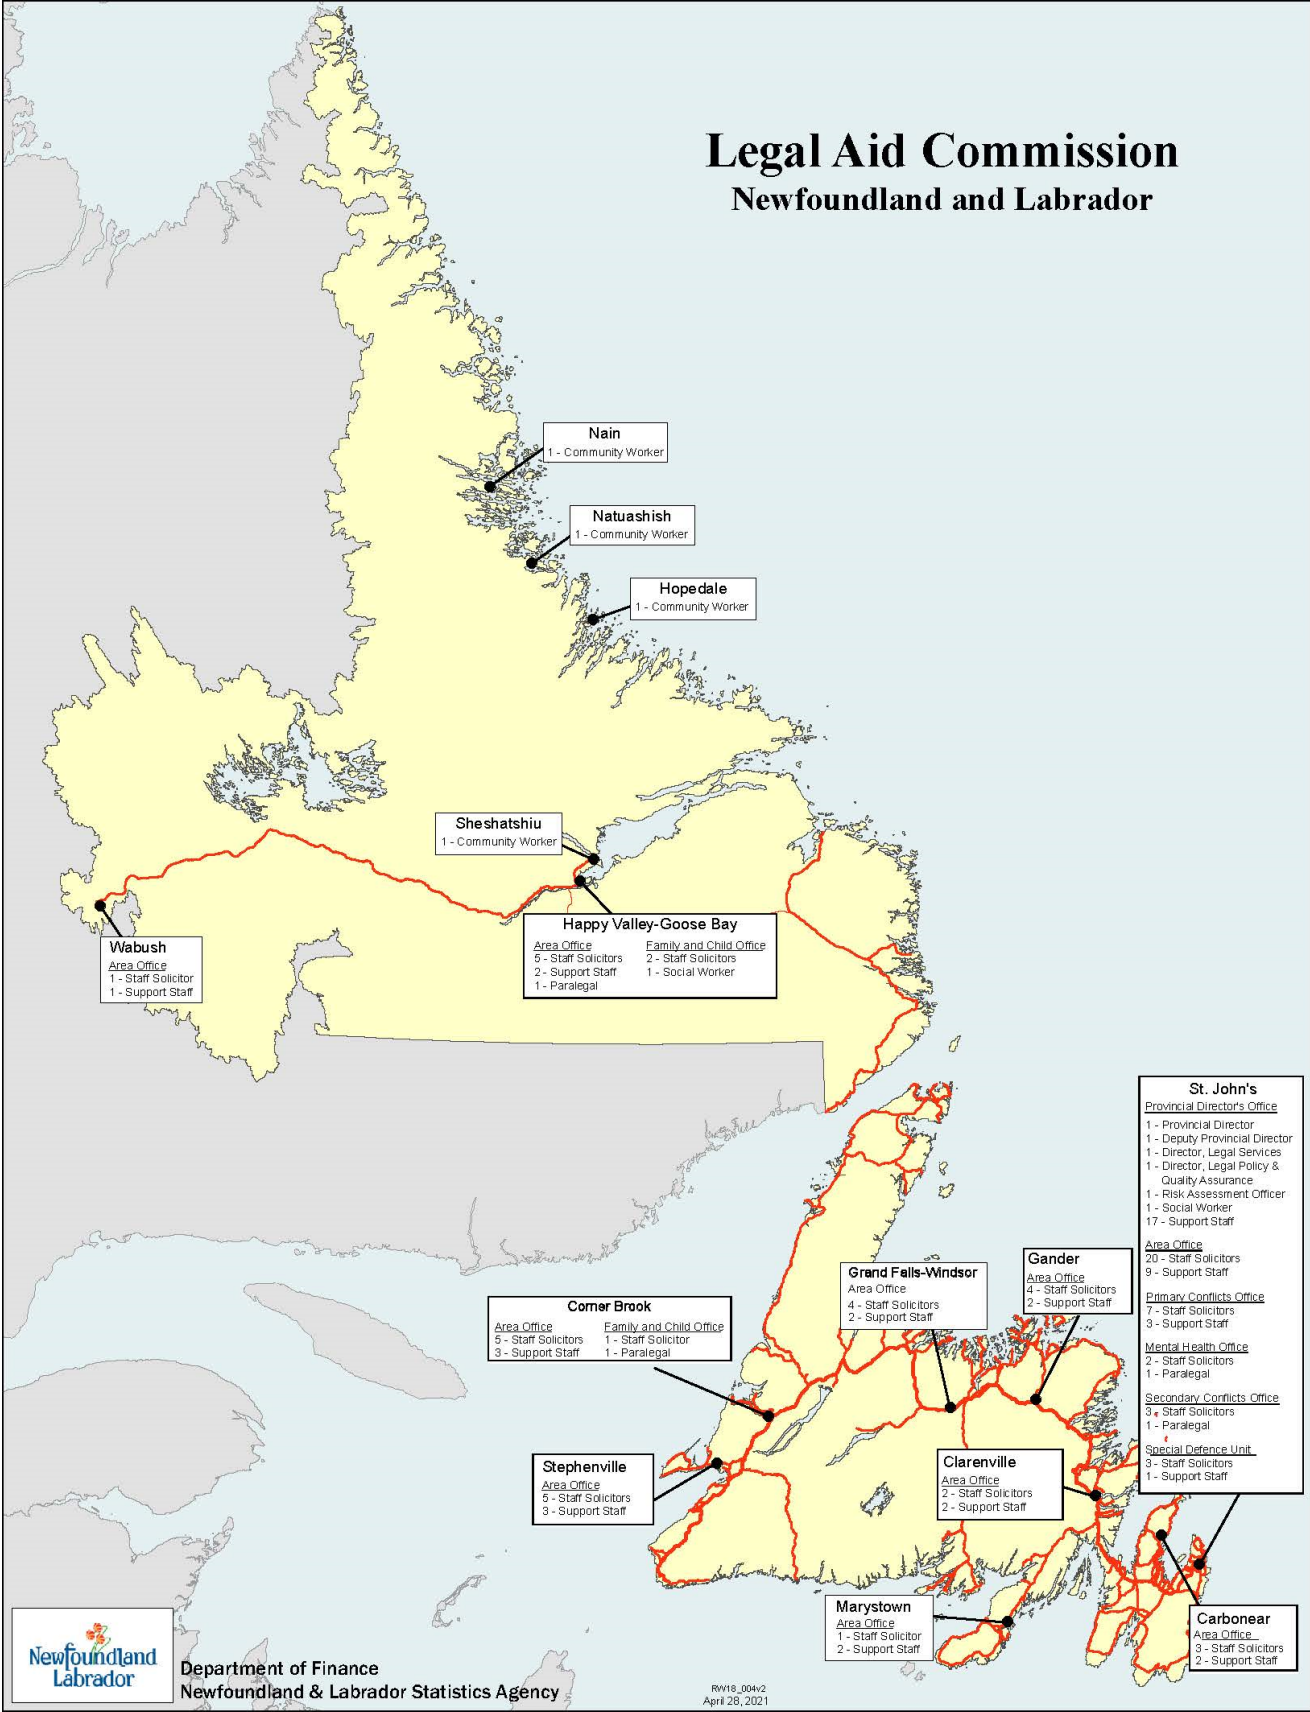 Legal Aid Commission
Newfoundland and Labrador
Nain
1 - Community Worker
Natuashish
1 - Community Worker
Hopedale
1 - Community Worker
Sheshatshiu
1 - Community Worker
Happy Valley-Goose Bay
Area Office
5 - Staff Solicitors
2 - Support Staff
1 - Paralegal
Family and Child Office
2 - Staff Solicitors
1 - Social Worker
Wabush
Area Office
1 - Staff Solicitor
1 - Support Staff
St. John's
Provincial Director's Office
1 - Provincial Director
1 - Deputy Provincial Director
1 - Director, Legal Services
1 - Director, Legal Policy &
Quality Assurance
1 - Risk Assessment Officer
1 - Social Worker
17 - Support Staff
Area Office
20 - Staff Solicitors
9 - Support Staff
Primary Conflicts Office
7 - Staff Solicitors
3 - Support Staff
Mental Health Office
2 - Staff Solicitors
1 - Paralegal
Secondary Conflicts Office
3 - Staff Solicitors
1 - Paralegal
Special Defence Unit
3 - Staff Solicitors
1 - Support Staff
Gander
Area Office
4 - Staff Solicitors
2 - Support Staff
Grand Falls-Windsor
Area Office
4 - Staff Solicitors
2 - Support Staff
Corner Brook
Area Office
5 - Staff Solicitors
3 - Support Staff
Family and Child Office
1 - Staff Solicitor
1 - Paralegal
Stephenville
Area Office
5 - Staff Solicitors
3 - Support Staff
Clarenville
Area Office
2 - Staff Solicitors
2 - Support Staff
Marystown
Area Office
1 - Staff Solicitor
2 - Support Staff
Carbonear
Area Office
3 - Staff Solicitors
2 - Support Staff
Newfoundland
Labrador
Department of Finance
Newfoundland & Labrador Statistics Agency
RW18_004v2
April 28, 2021